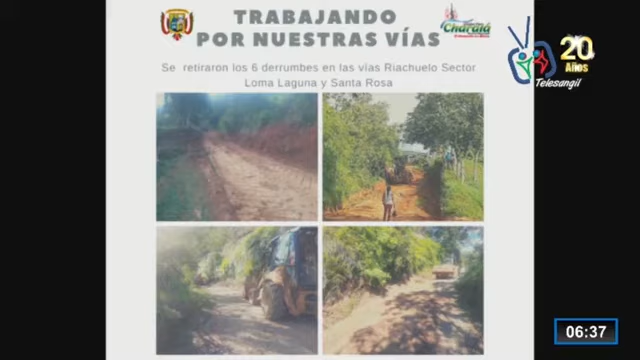 TRABAJANDO
POR NUESTRAS VÍAS
Charalá
Se retiraron los 6 derrumbes en las vías Riachuelo Sector
Loma Laguna y Santa Rosa
20
Años
Telesangil
06:37